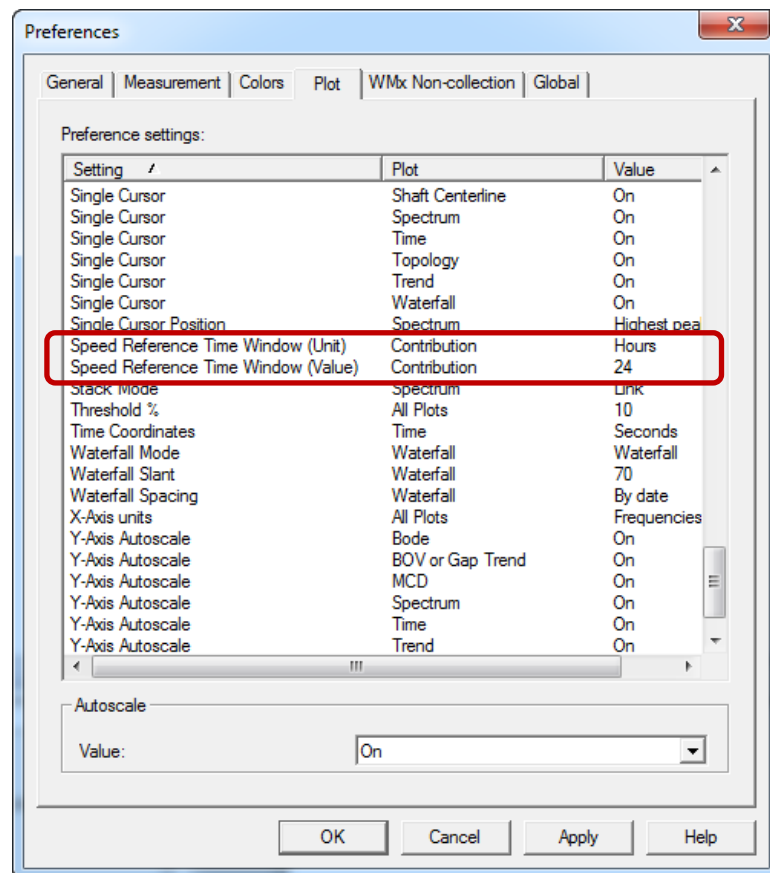 Preferences
General Measurement Colors Plot WMx Non-collection Global
Preference settings:
Setting Plot Value
Single Cursor Shaft Centerline On
Single Cursor Spectrum On
Single Cursor Time On
Single Cursor Topology On
Single Cursor Trend On
Single Cursor Waterfall On
Single Cursor Position Spectrum Highest pea
Speed Reference Time Window (Unit) Contribution Hours
Speed Reference Time Window (Value) Contribution 24
Stack Mode Spectrum Link
Threshold % All Plots 10
Time Coordinates Time Seconds
Waterfall Mode Waterfall Waterfall
Waterfall Slant Waterfall 70
Waterfall Spacing Waterfall By date
X-Axis units All Plots Frequencies
Y-Axis Autoscale Bode On
Y-Axis Autoscale BOV or Gap Trend On
Y-Axis Autoscale MCD On
Y-Axis Autoscale Spectrum On
Y-Axis Autoscale Time On
Y-Axis Autoscale Trend On
Autoscale
Value: On
OK Cancel Apply Help